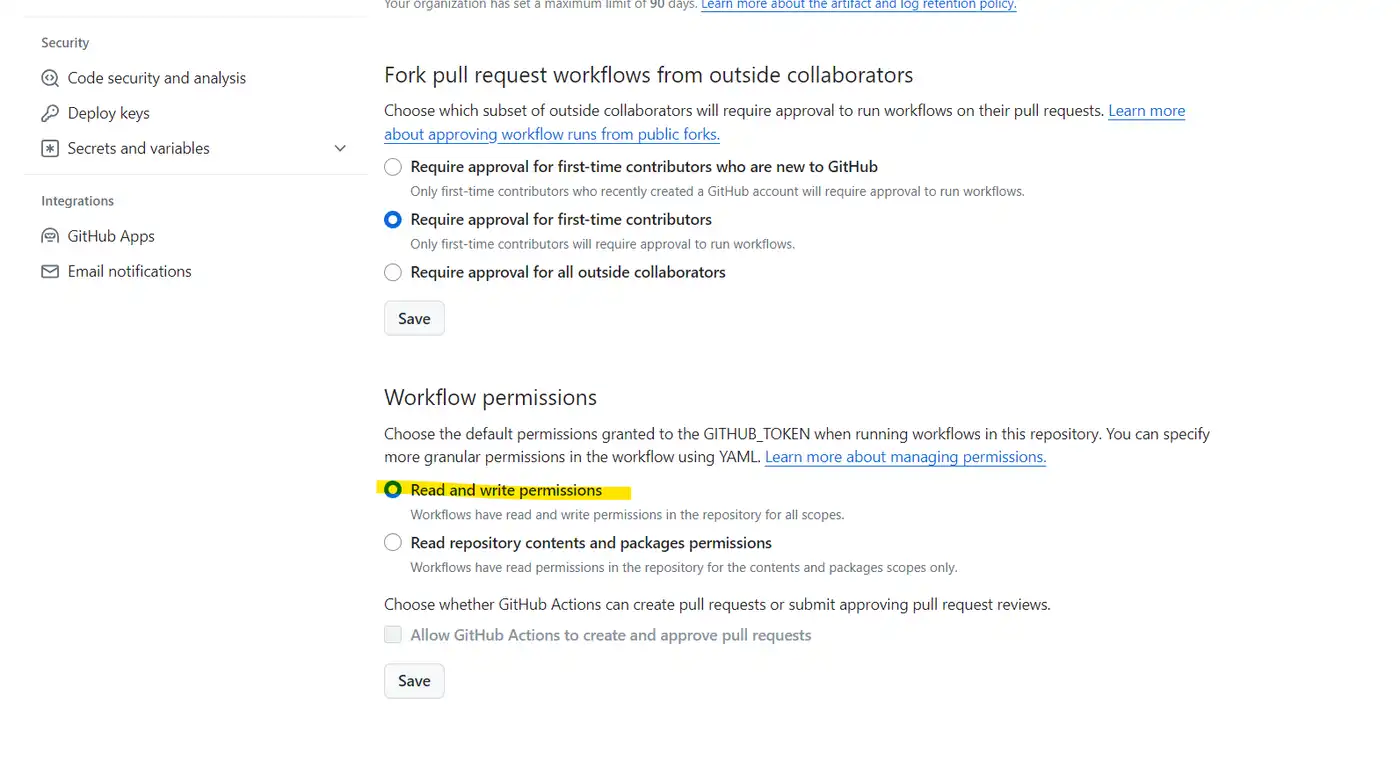 Your organization has set a maximum limit of 90 days. Learn more about the artifact and log retention policy.
Security
Code security and analysis
Deploy keys
Secrets and variables
Integrations
GitHub Apps
Email notifications
Fork pull request workflows from outside collaborators
Choose which subset of outside collaborators will require approval to run workflows on their pull requests. Learn more
about approving workflow runs from public forks.
Require approval for first-time contributors who are new to GitHub
Only first-time contributors who recently created a GitHub account will require approval to run workflows.
Require approval for first-time contributors
Only first-time contributors will require approval to run workflows.
Require approval for all outside collaborators
Save
Workflow permissions
Choose the default permissions granted to the GITHUB_TOKEN when running workflows in this repository. You can specify
more granular permissions in the workflow using YAML. Learn more about managing permissions.
Read and write permissions
Workflows have read and write permissions in the repository for all scopes.
Read repository contents and packages permissions
Workflows have read permissions in the repository for the contents and packages scopes only.
Choose whether GitHub Actions can create pull requests or submit approving pull request reviews.
Allow GitHub Actions to create and approve pull requests
Save